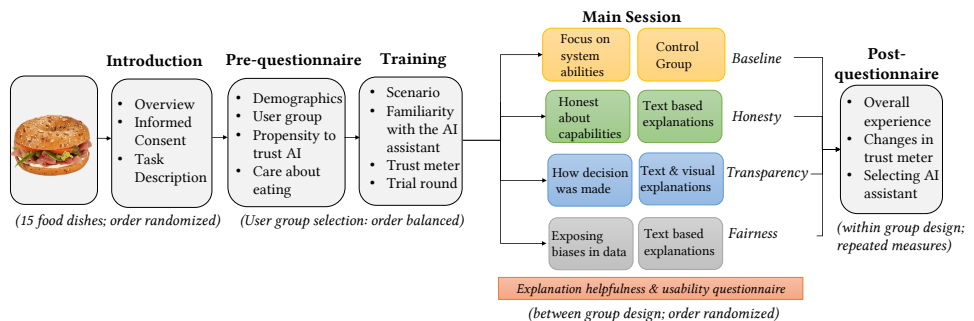 Introduction
• Overview
• Informed
Consent
• Task
Description
(15 food dishes; order randomized)
Pre-questionnaire
• Demographics
• User group
• Propensity to
trust AI
• Care about
eating
(User group selection: order balanced)
Training
• Scenario
• Familiarity
with the AI
assistant
• Trust meter
• Trial round
Main Session
Focus on
system
abilities
Control
Group
Baseline
Honest
about
capabilities
Text based
explanations
Honesty
How decision
was made
Text & visual
explanations
Transparency
Exposing
biases in data
Text based
explanations
Fairness
Explanation helpfulness & usability questionnaire
(between group design; order randomized)
Post-
questionnaire
• Overall
experience
• Changes in
trust meter
• Selecting AI
assistant
(within group design;
repeated measures)